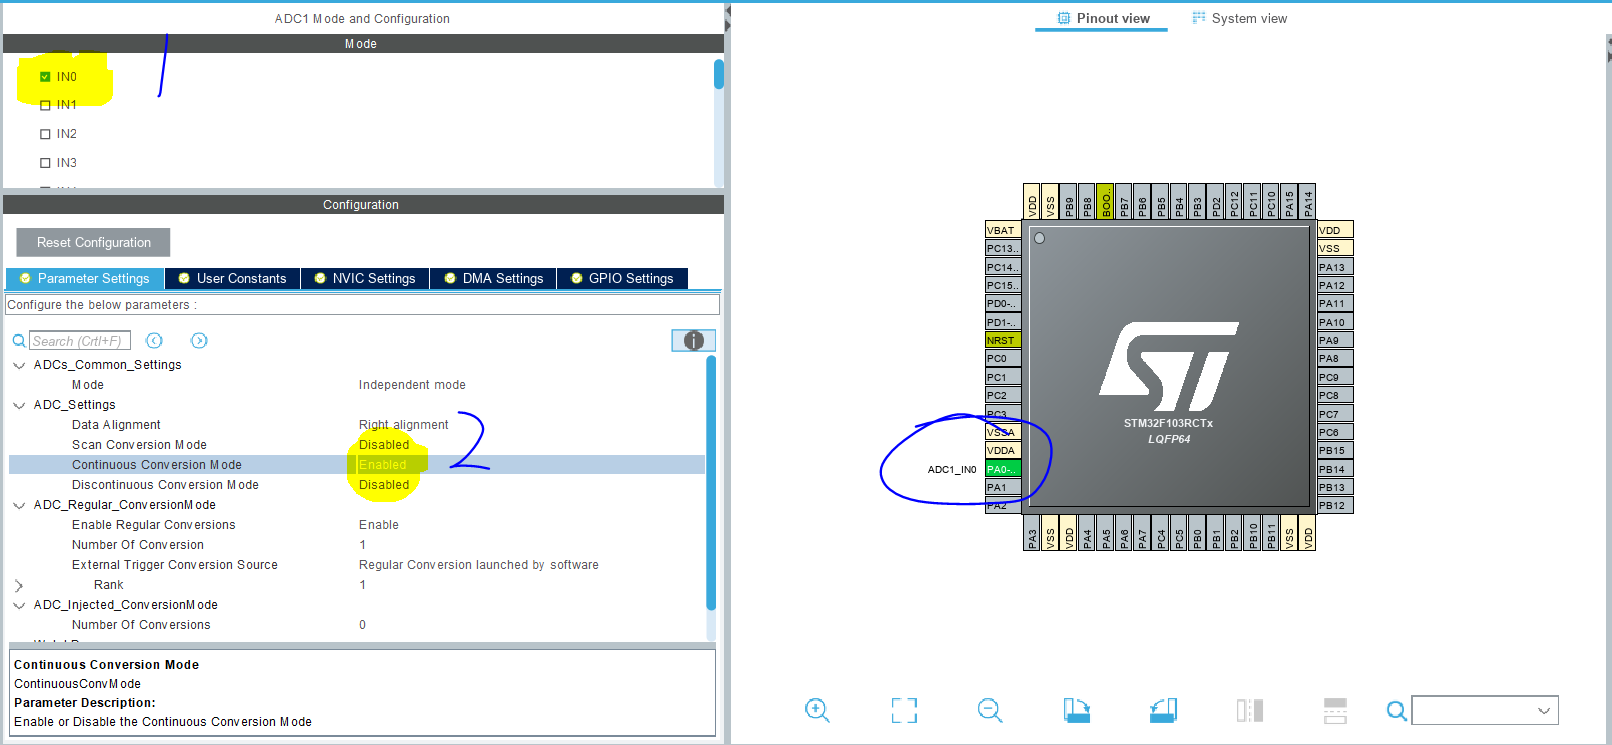 ADC1 Mode and Configuration
Mode
IN0
IN1
IN2
IN3
Configuration
Reset Configuration
Parameter Settings
User Constants
NVIC Settings
DMA Settings
GPIO Settings
Configure the below parameters :
Search (Crtl+F)
ADCs_Common_Settings
Mode Independent mode
ADC_Settings
Data Alignment Right alignment
Scan Conversion Mode Disabled
Continuous Conversion Mode Enabled
Discontinuous Conversion Mode Disabled
2
ADC_Regular_ConversionMode
Enable Regular Conversions Enable
Number Of Conversion 1
External Trigger Conversion Source Regular Conversion launched by software
Rank 1
ADC_Injected_ConversionMode
Number Of Conversions 0
Continuous Conversion Mode
ContinuousConvMode
Parameter Description:
Enable or Disable the Continuous Conversion Mode
Pinout view
System view
VDD
VSS
PB9
PB8
BOO..
PB7
PB6
PB5
PB4
PB3
PD2
PC12
PC11
PC10
PA15
PA14
VBAT
PC13..
PC14..
PC15..
PD0-..
PD1-..
NRST
PC0
PC1
PC2
PC3
VSSA
VDDA
ADC1_IN0 PA0-..
PA1
PA2
ST
STM32F103RCTx
LQFP64
VDD
VSS
PA13
PA12
PA11
PA10
PA9
PA8
PC9
PC8
PC7
PC6
PB15
PB14
PB13
PB12
PA3
VSS
VDD
PA4
PA5
PA6
PA7
PC4
PC5
PB0
PB1
PB2
PB10
PB11
VSS
VDD